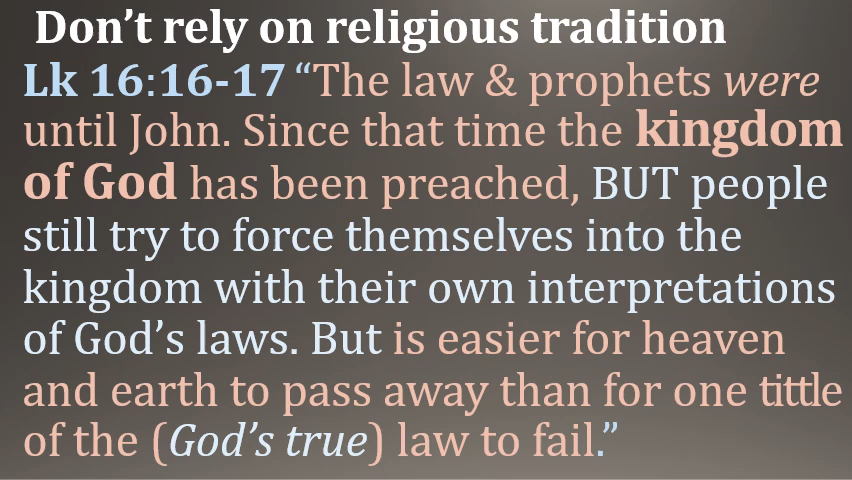 Don’t rely on religious tradition
Lk 16:16-17 “The law & prophets were
until John. Since that time the kingdom
of God has been preached, BUT people
still try to force themselves into the
kingdom with their own interpretations
of God’s laws. But is easier for heaven
and earth to pass away than for one tittle
of the (God’s true) law to fail.”